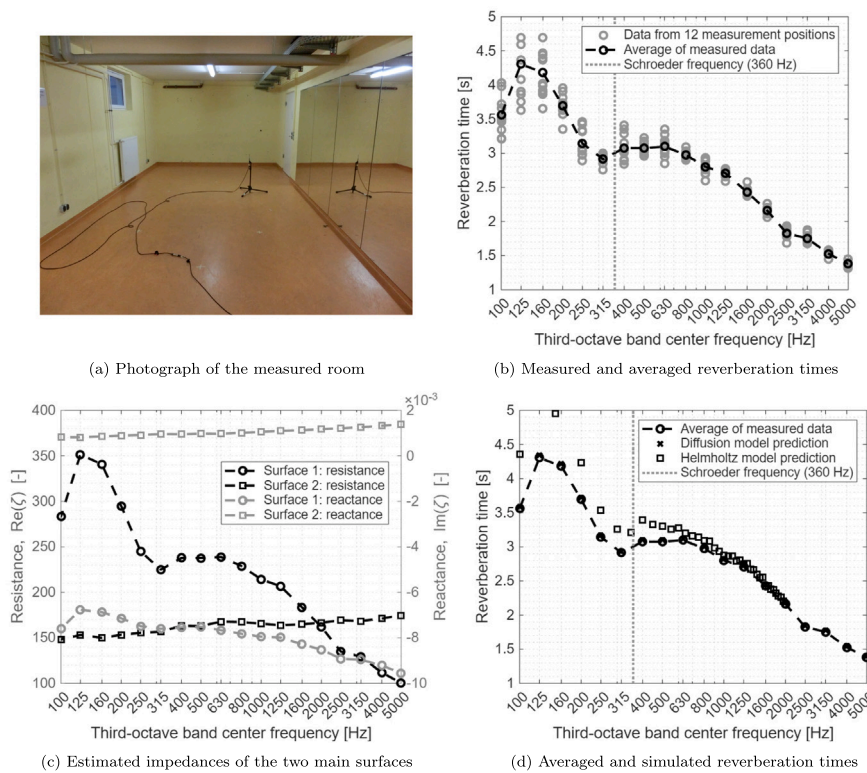 5
4.5
4
3.5
3
2.5
2
1.5
1
Reverberation time [s]
Data from 12 measurement positions
Average of measured data
Schroeder frequency (360 Hz)
100 125 160 200 250 315 400 500 630 800 1000 1250 1600 2000 2500 3150 4000 5000
Third-octave band center frequency [Hz]
(a) Photograph of the measured room
(b) Measured and averaged reverberation times
400
350
300
250
200
150
100
Resistance, Re(ζ) [-]
Surface 1: resistance
Surface 2: resistance
Surface 1: reactance
Surface 2: reactance
×10⁻³
2
0
-2
-4
-6
-8
-10
Reactance, Im(ζ) [-]
100 125 160 200 250 315 400 500 630 800 1000 1250 1600 2000 2500 3150 4000 5000
Third-octave band center frequency [Hz]
(c) Estimated impedances of the two main surfaces
5
4.5
4
3.5
3
2.5
2
1.5
1
Reverberation time [s]
Average of measured data
Diffusion model prediction
Helmholtz model prediction
Schroeder frequency (360 Hz)
100 125 160 200 250 315 400 500 630 800 1000 1250 1600 2000 2500 3150 4000 5000
Third-octave band center frequency [Hz]
(d) Averaged and simulated reverberation times